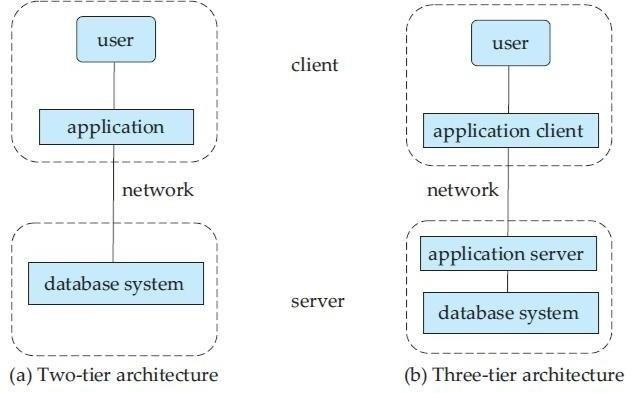 user
application
network
database system
(a) Two-tier architecture
client
server
user
application client
network
application server
database system
(b) Three-tier architecture